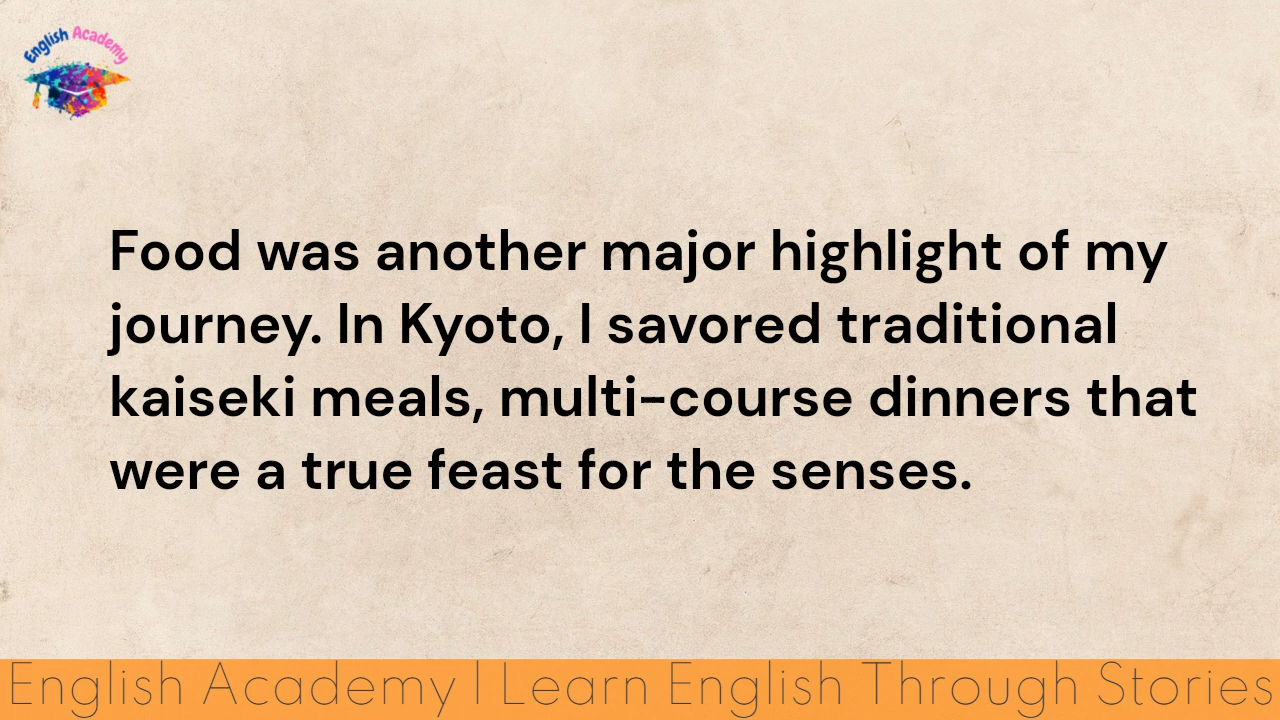 English Academy
Food was another major highlight of my
journey. In Kyoto, I savored traditional
kaiseki meals, multi-course dinners that
were a true feast for the senses.
English Academy | Learn English Through Stories